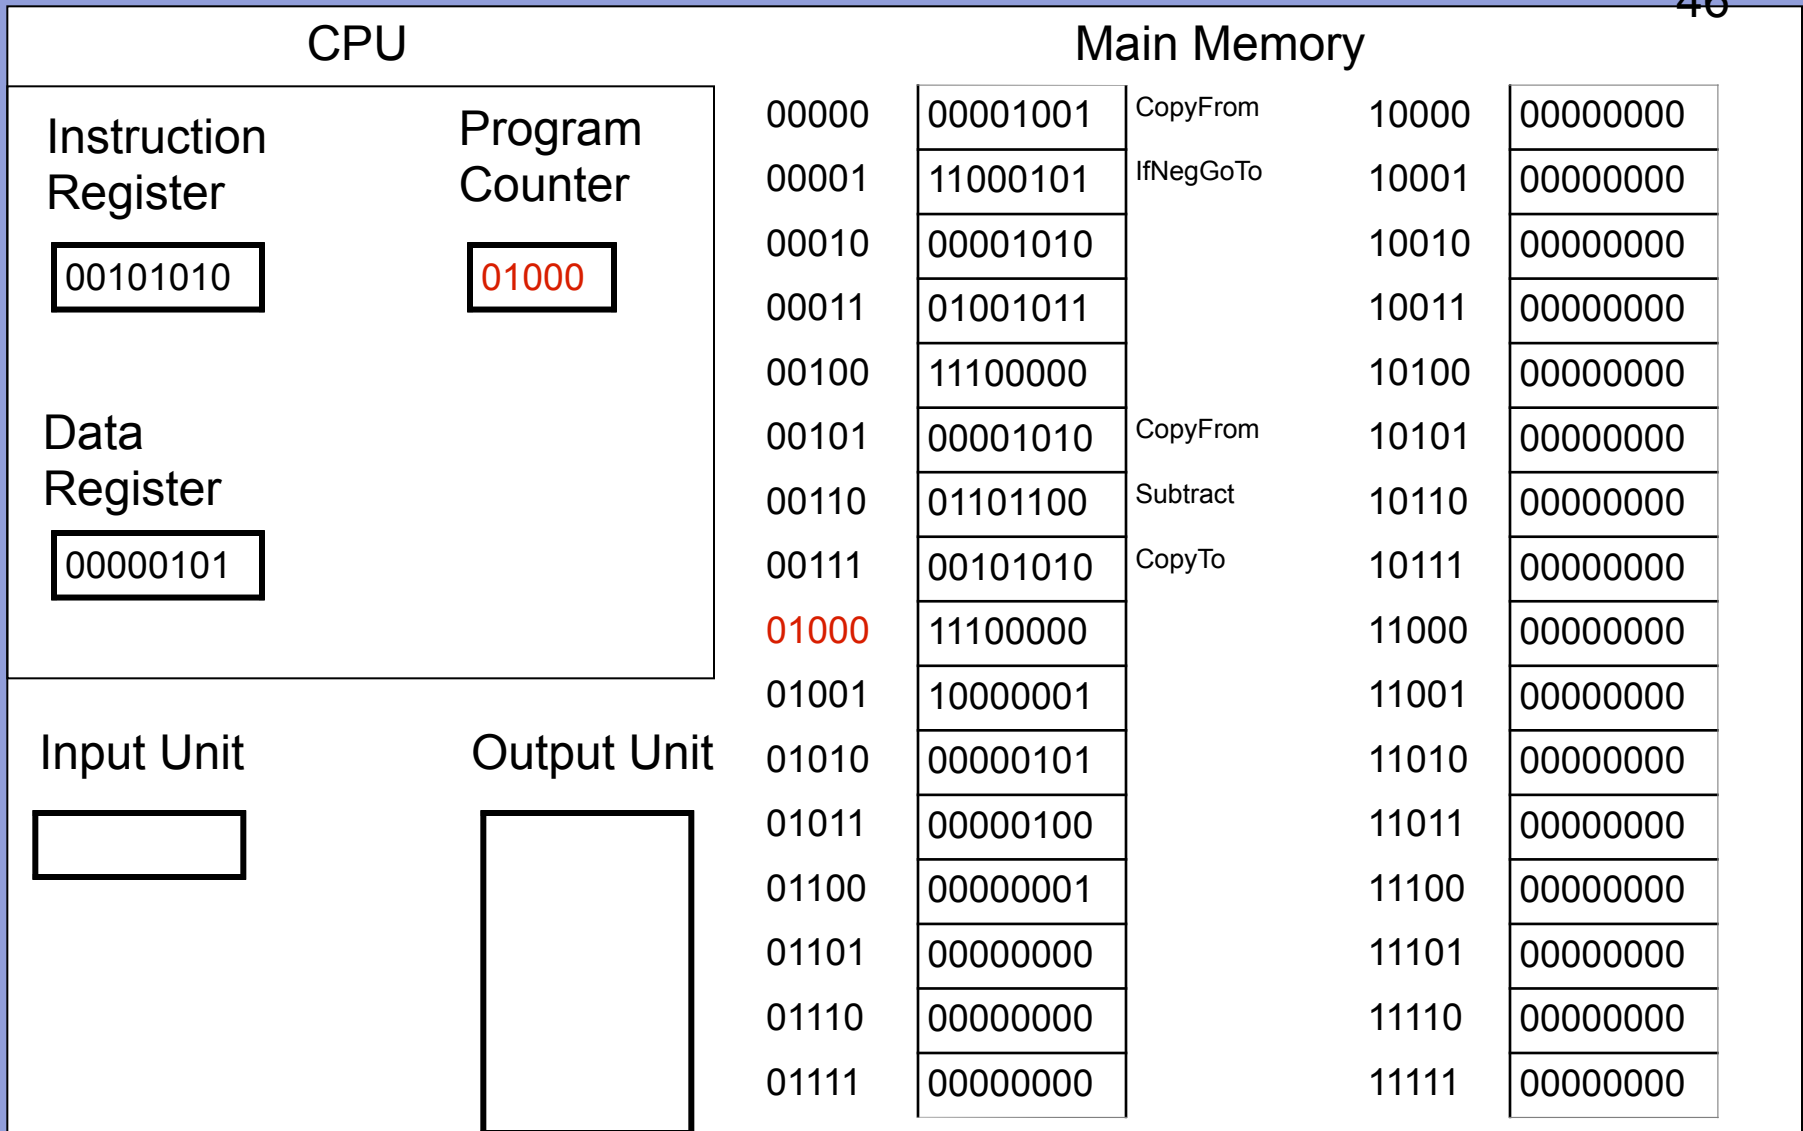 46
CPU
Main Memory
Instruction
Register
Program
Counter
00101010
01000
Data
Register
00000101
Input Unit
Output Unit
00000 00001001 CopyFrom 10000 00000000
00001 11000101 IfNegGoTo 10001 00000000
00010 00001010 10010 00000000
00011 01001011 10011 00000000
00100 11100000 10100 00000000
00101 00001010 CopyFrom 10101 00000000
00110 01101100 Subtract 10110 00000000
00111 00101010 CopyTo 10111 00000000
01000 11100000 11000 00000000
01001 10000001 11001 00000000
01010 00000101 11010 00000000
01011 00000100 11011 00000000
01100 00000001 11100 00000000
01101 00000000 11101 00000000
01110 00000000 11110 00000000
01111 00000000 11111 00000000